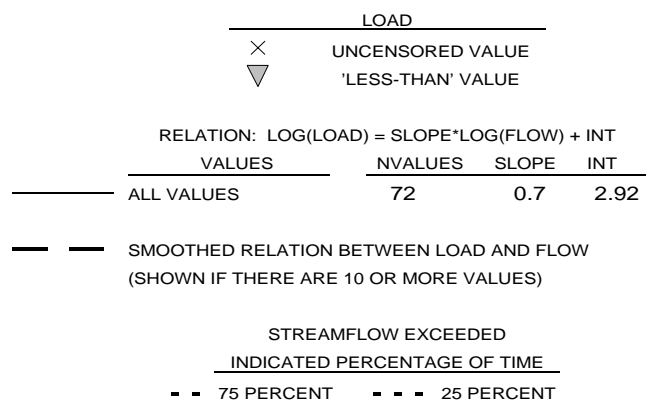 LOAD
UNCENSORED VALUE
'LESS-THAN' VALUE
RELATION: LOG(LOAD) = SLOPE*LOG(FLOW) + INT
VALUES NVALUES SLOPE INT
ALL VALUES 72 0.7 2.92
SMOOTHED RELATION BETWEEN LOAD AND FLOW
(SHOWN IF THERE ARE 10 OR MORE VALUES)
STREAMFLOW EXCEEDED
INDICATED PERCENTAGE OF TIME
75 PERCENT 25 PERCENT